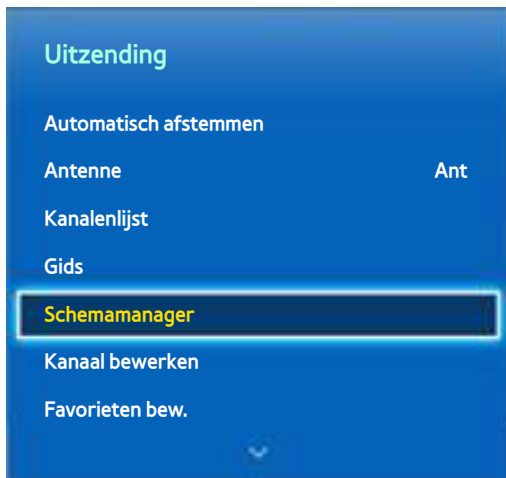 Uitzending
Automatisch afstemmen
Antenne Ant
Kanalenlijst
Gids
Schemamanager
Kanaal bewerken
Favorieten bew.